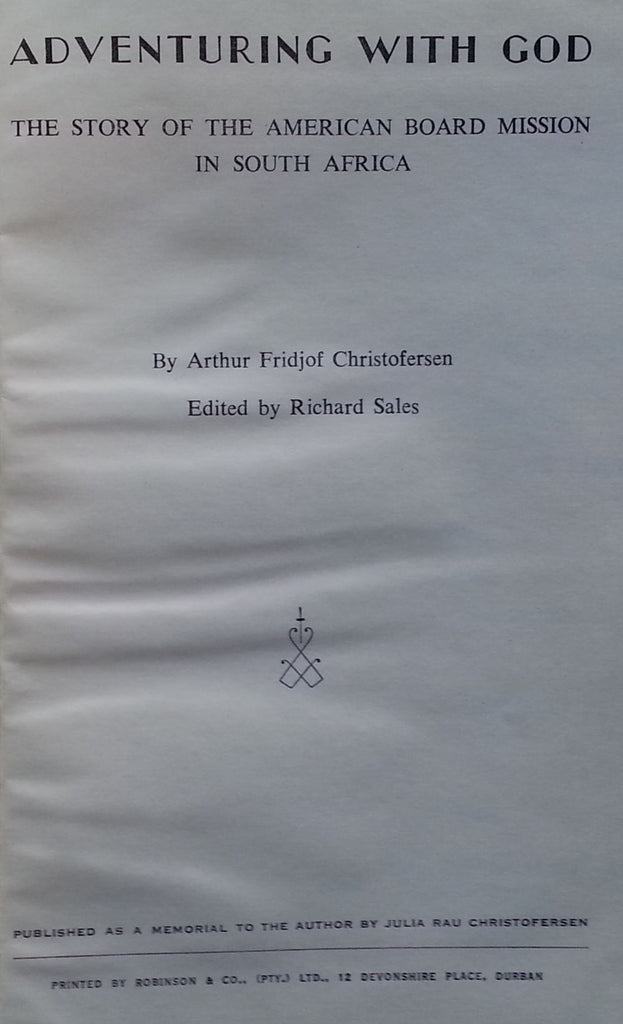 ADVENTURING WITH GOD
THE STORY OF THE AMERICAN BOARD MISSION
IN SOUTH AFRICA
By Arthur Fridjof Christofersen
Edited by Richard Sales
PUBLISHED AS A MEMORIAL TO THE AUTHOR BY JULIA RAU CHRISTOFERSEN
PRINTED BY ROBINSON & CO., (PTY.) LTD., 12 DEVONSHIRE PLACE, DURBAN